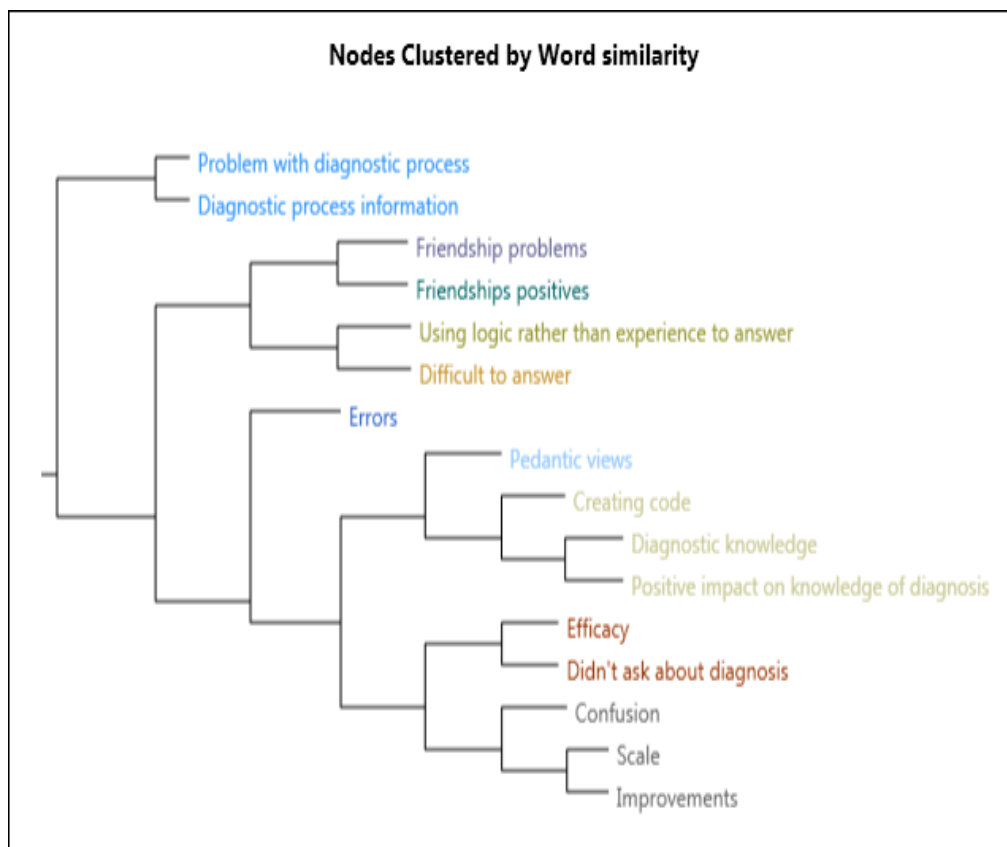 Nodes Clustered by Word similarity
Problem with diagnostic process
Diagnostic process information
Friendship problems
Friendships positives
Using logic rather than experience to answer
Difficult to answer
Errors
Pedantic views
Creating code
Diagnostic knowledge
Positive impact on knowledge of diagnosis
Efficacy
Didn't ask about diagnosis
Confusion
Scale
Improvements